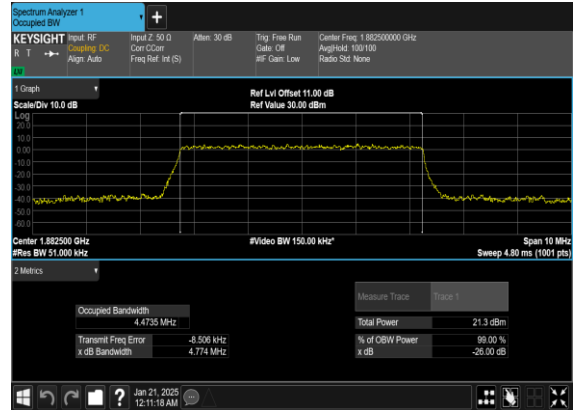 Spectrum Analyzer 1
Occupied BW
KEYSIGHT Input: RF Input Z: 50 Ω Atten: 30 dB Trig: Free Run Center Freq: 1.882500000 GHz
R T Coupling: DC Corr CCorr Gate: Off Avg|Hold: 100/100
Align: Auto Freq Ref: Int (S) #IF Gain: Low Radio Std: None
LM
1 Graph
Ref Lvl Offset 11.00 dB
Scale/Div 10.0 dB Ref Value 30.00 dBm
Log
20.0
10.0
0.00
-10.0
-20.0
-30.0
-40.0
-50.0
-60.0
Center 1.882500 GHz #Video BW 150.00 kHz* Span 10 MHz
#Res BW 51.000 kHz Sweep 4.80 ms (1001 pts)
2 Metrics
Measure Trace Trace 1
Occupied Bandwidth
4.4735 MHz Total Power 21.3 dBm
Transmit Freq Error -8.506 kHz % of OBW Power 99.00 %
x dB Bandwidth 4.774 MHz x dB -26.00 dB
Jan 21, 2025
12:11:18 AM